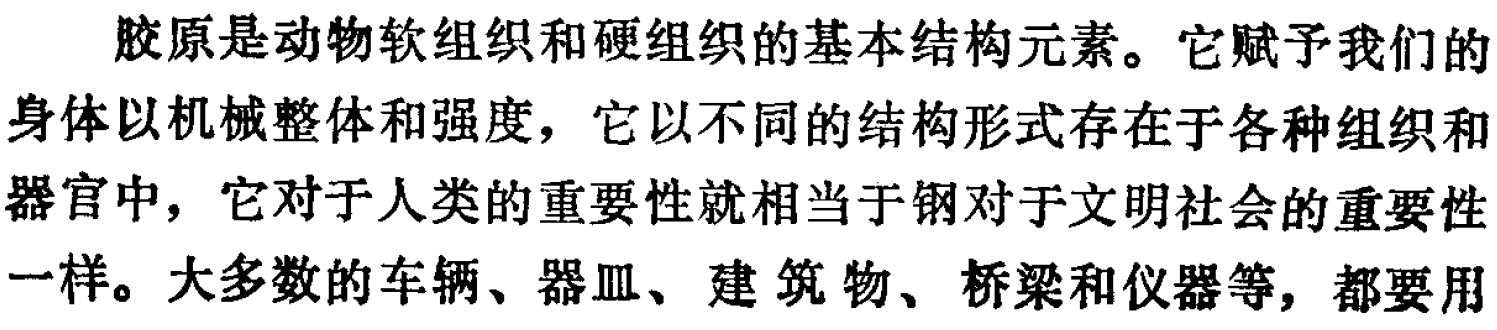 胶原是动物软组织和硬组织的基本结构元素。它赋予我们的
身体以机械整体和强度，它以不同的结构形式存在于各种组织和
器官中，它对于人类的重要性就相当于钢对于文明社会的重要性
一样。大多数的车辆、器皿、建筑物、桥梁和仪器等，都要用